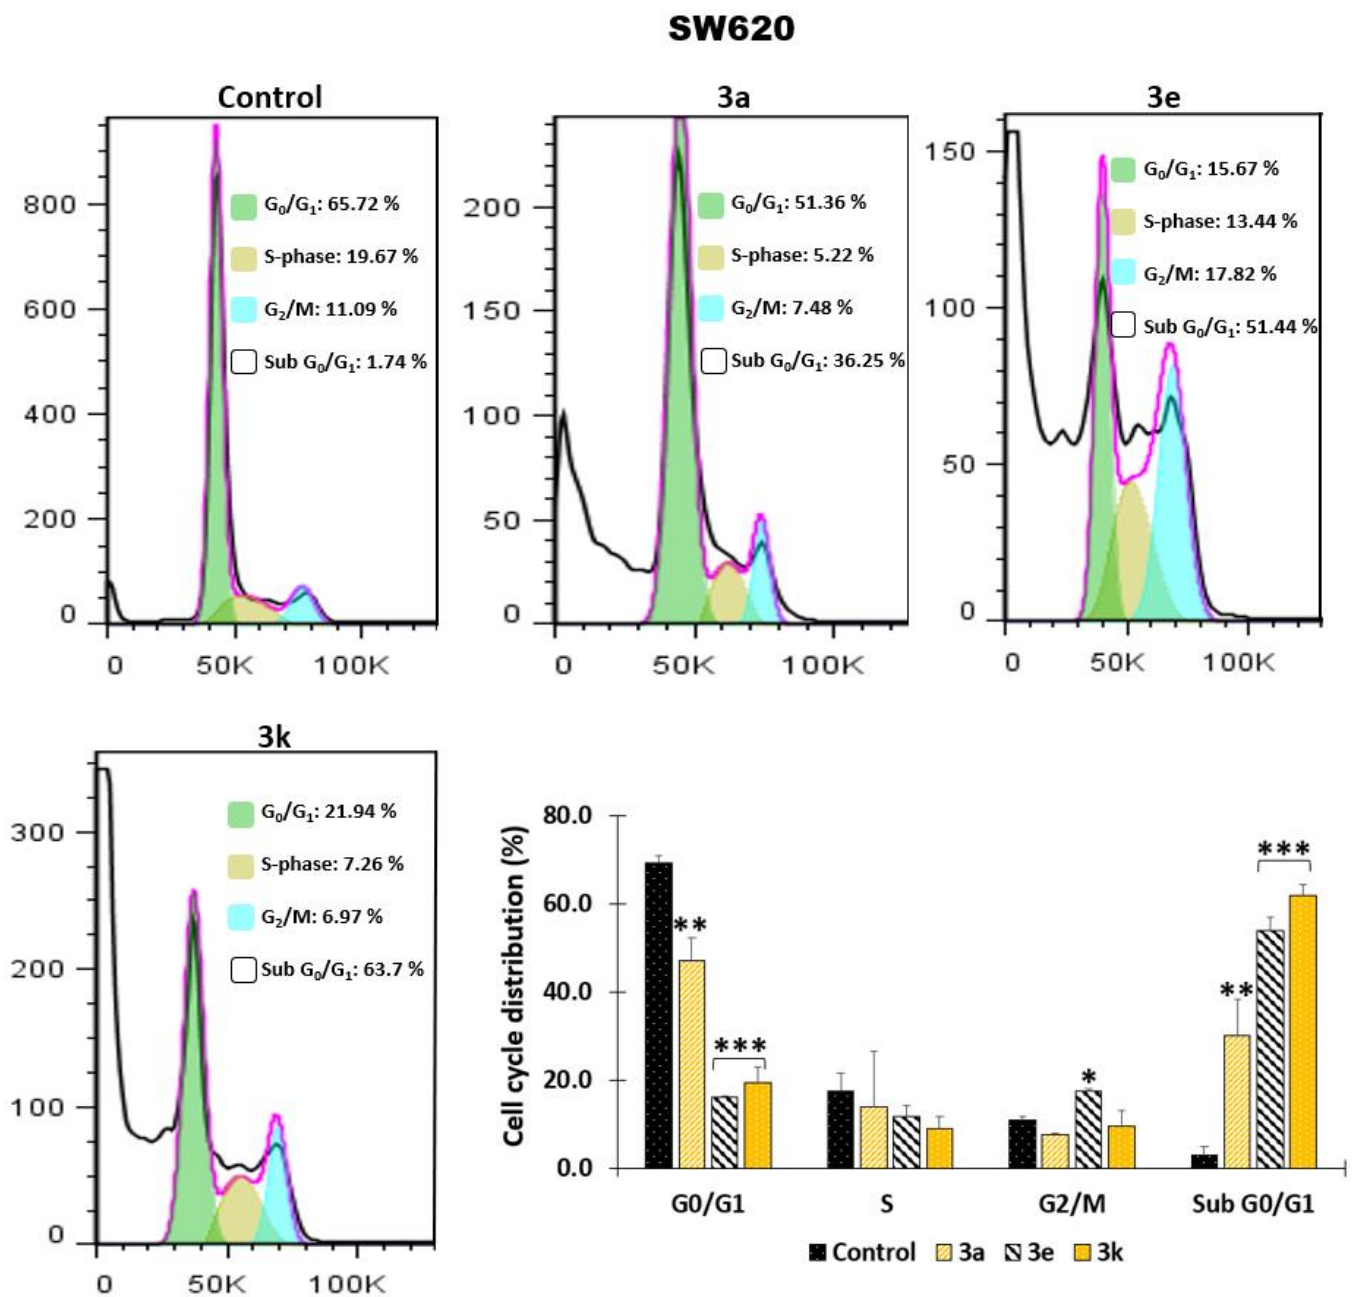 SW620
Control
800
600
400
200
0
0 50K 100K
G₀/G₁: 65.72 %
S-phase: 19.67 %
G₂/M: 11.09 %
Sub G₀/G₁: 1.74 %
3a
200
150
100
50
0
0 50K 100K
G₀/G₁: 51.36 %
S-phase: 5.22 %
G₂/M: 7.48 %
Sub G₀/G₁: 36.25 %
3e
150
100
50
0
0 50K 100K
G₀/G₁: 15.67 %
S-phase: 13.44 %
G₂/M: 17.82 %
Sub G₀/G₁: 51.44 %
3k
300
200
100
0
0 50K 100K
G₀/G₁: 21.94 %
S-phase: 7.26 %
G₂/M: 6.97 %
Sub G₀/G₁: 63.7 %
Cell cycle distribution (%)
80.0
60.0
40.0
20.0
0.0
**
***
*
**
***
G0/G1 S G2/M Sub G0/G1
Control 3a 3e 3k